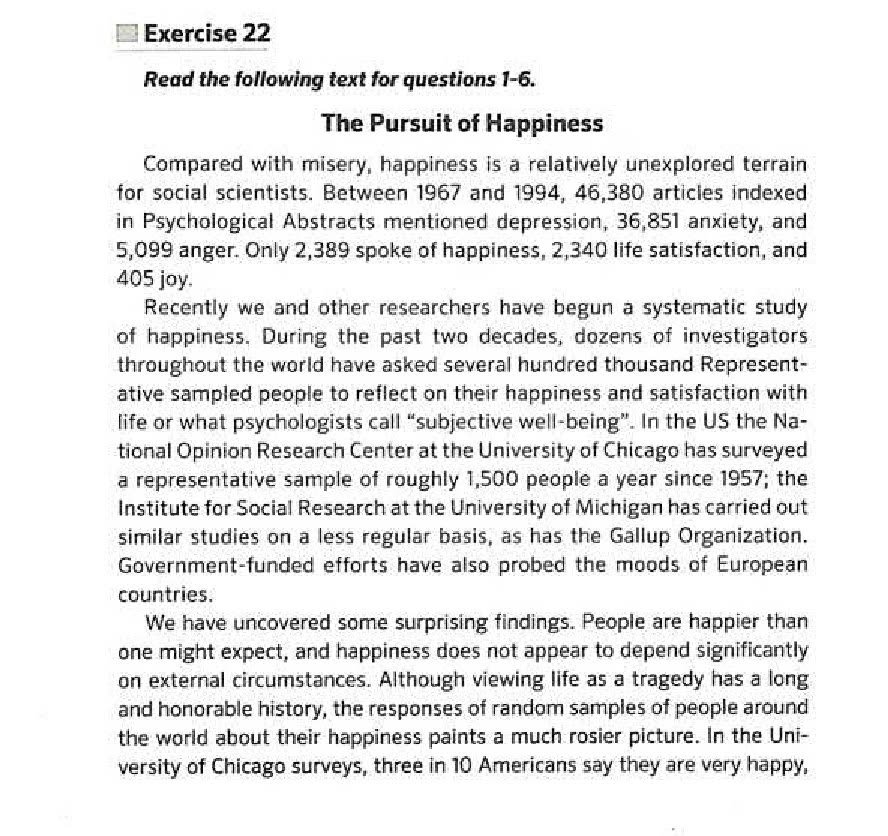 Exercise 22
Read the following text for questions 1-6.
The Pursuit of Happiness
Compared with misery, happiness is a relatively unexplored terrain
for social scientists. Between 1967 and 1994, 46,380 articles indexed
in Psychological Abstracts mentioned depression, 36,851 anxiety, and
5,099 anger. Only 2,389 spoke of happiness, 2,340 life satisfaction, and
405 joy.
Recently we and other researchers have begun a systematic study
of happiness. During the past two decades, dozens of investigators
throughout the world have asked several hundred thousand Represent-
ative sampled people to reflect on their happiness and satisfaction with
life or what psychologists call “subjective well-being”. In the US the Na-
tional Opinion Research Center at the University of Chicago has surveyed
a representative sample of roughly 1,500 people a year since 1957; the
Institute for Social Research at the University of Michigan has carried out
similar studies on a less regular basis, as has the Gallup Organization.
Government-funded efforts have also probed the moods of European
countries.
We have uncovered some surprising findings. People are happier than
one might expect, and happiness does not appear to depend significantly
on external circumstances. Although viewing life as a tragedy has a long
and honorable history, the responses of random samples of people around
the world about their happiness paints a much rosier picture. In the Uni-
versity of Chicago surveys, three in 10 Americans say they are very happy,